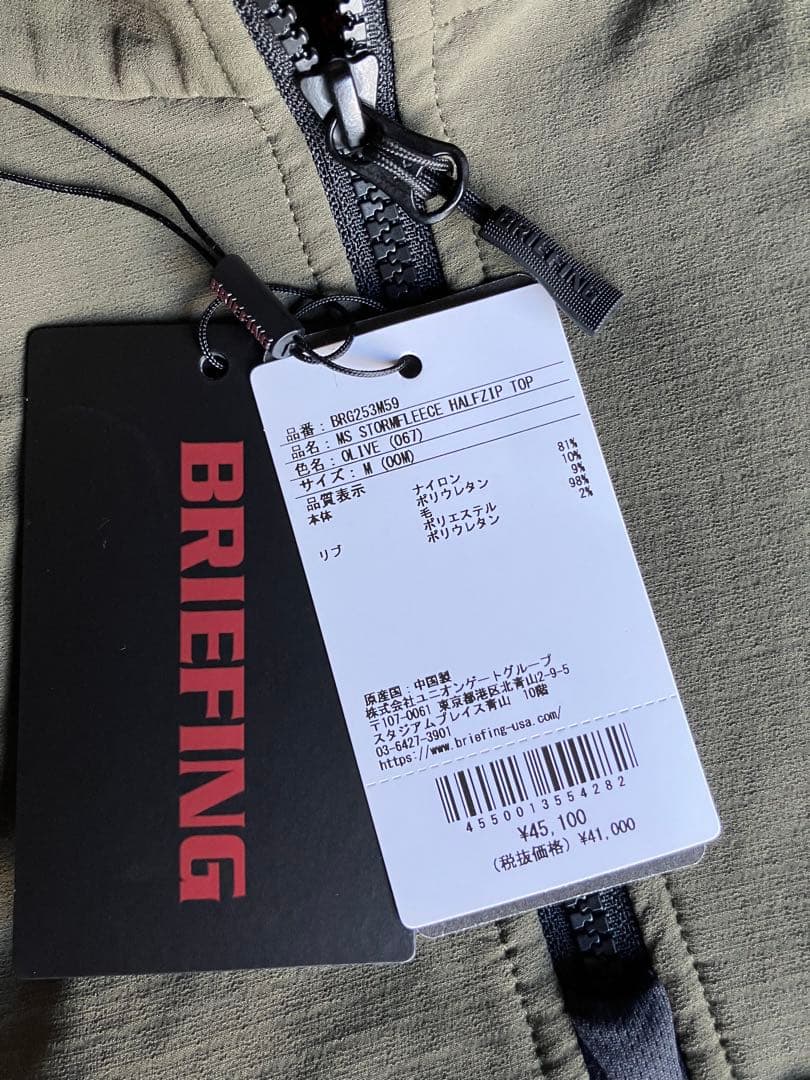 BRIEFING
BRIEFING
品番：BRG253M59
品名：MS STORMFLEECE HALFZIP TOP
色名：OLIVE (067)
サイズ：M (00M)
品質表示
本体 ナイロン 81%
ポリウレタン 10%
毛 9%
リブ ポリエステル 98%
ポリウレタン 2%
原産国：中国製
株式会社ユニオンゲートグループ
〒107-0061 東京都港区北青山2-9-5
スタジアムプレイス青山 10階
03-6427-3901
https://www.briefing-usa.com/
4550013554282
¥45,100
(税抜価格) ¥41,000